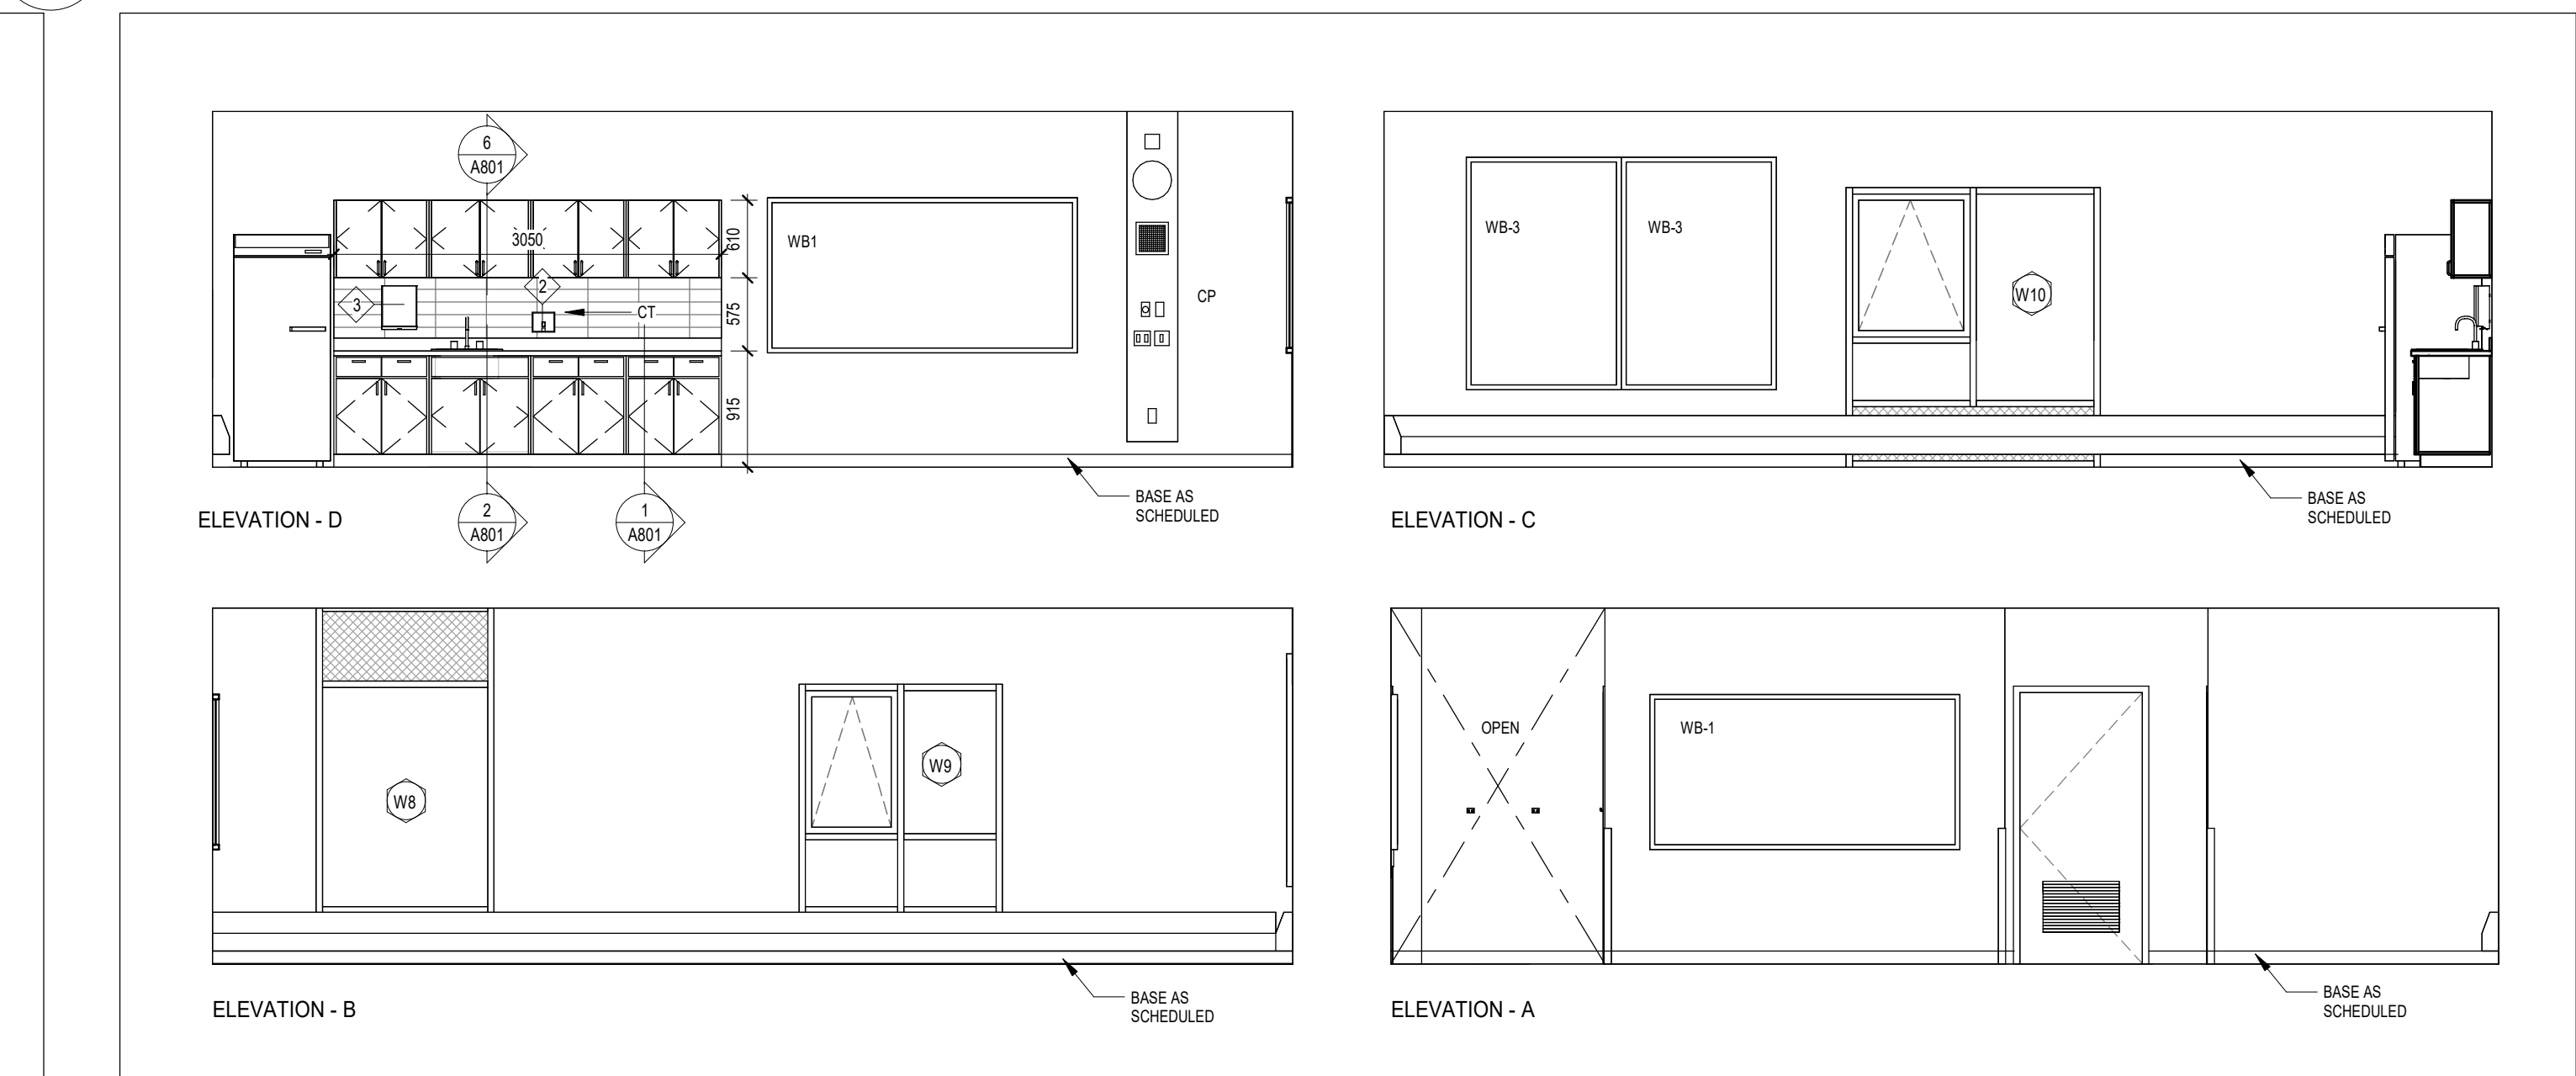 6
A801
3050
610
3
2
CT
575
915
WB1
CP
BASE AS
SCHEDULED
2
A801
1
A801
ELEVATION - D
WB-3
WB-3
W10
BASE AS
SCHEDULED
ELEVATION - C
W8
W9
BASE AS
SCHEDULED
ELEVATION - B
OPEN
WB-1
BASE AS
SCHEDULED
ELEVATION - A